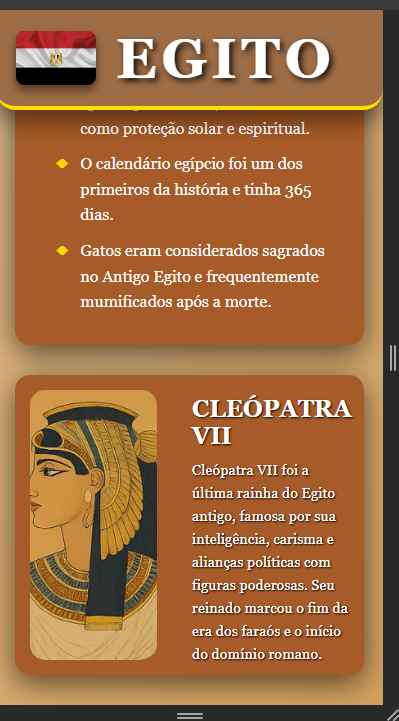 EGITO
como proteção solar e espiritual.
O calendário egípcio foi um dos
primeiros da história e tinha 365
dias.
Gatos eram considerados sagrados
no Antigo Egito e frequentemente
mumificados após a morte.
CLEÓPATRA
VII
Cleópatra VII foi a
última rainha do Egito
antigo, famosa por sua
inteligência, carisma e
alianças políticas com
figuras poderosas. Seu
reinado marcou o fim da
era dos faraós e o início
do domínio romano.